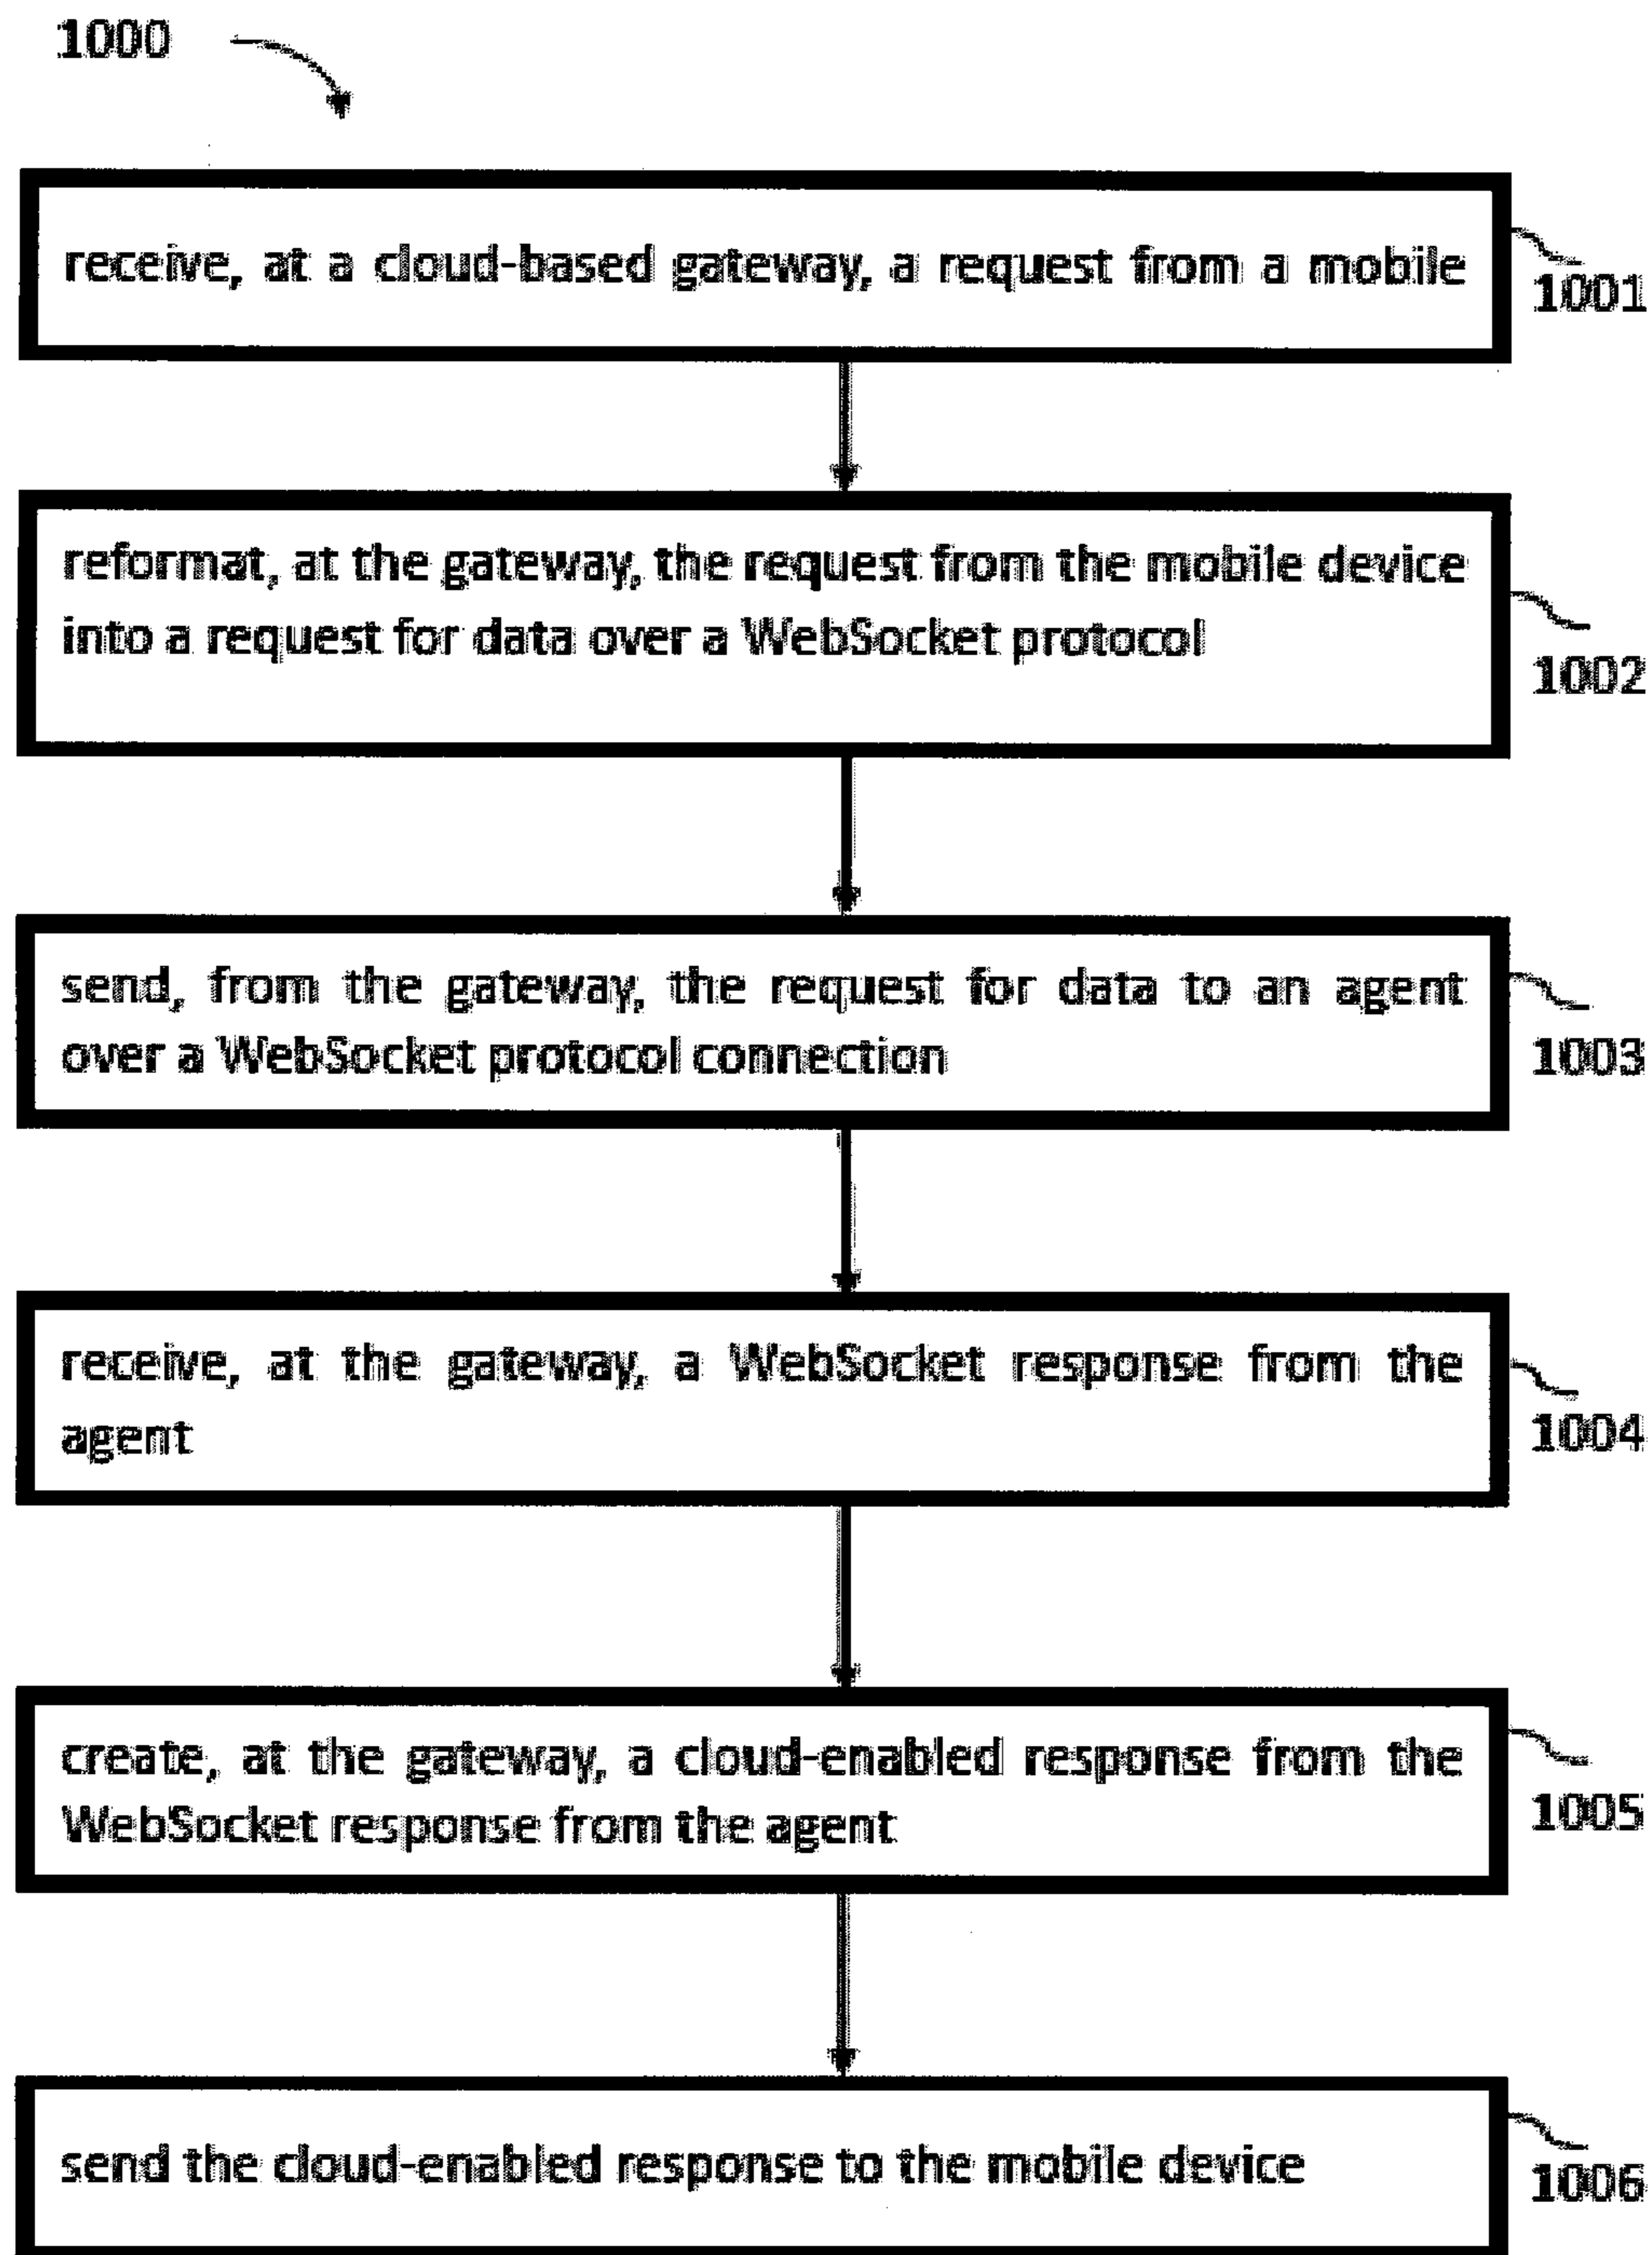 1000
receive, at a cloud-based gateway, a request from a mobile
1001
reformat, at the gateway, the request from the mobile device
into a request for data over a WebSocket protocol
1002
send, from the gateway, the request for data to an agent
over a WebSocket protocol connection
1003
receive, at the gateway, a WebSocket response from the
agent
1004
create, at the gateway, a cloud-enabled response from the
WebSocket response from the agent
1005
send the cloud-enabled response to the mobile device
1006